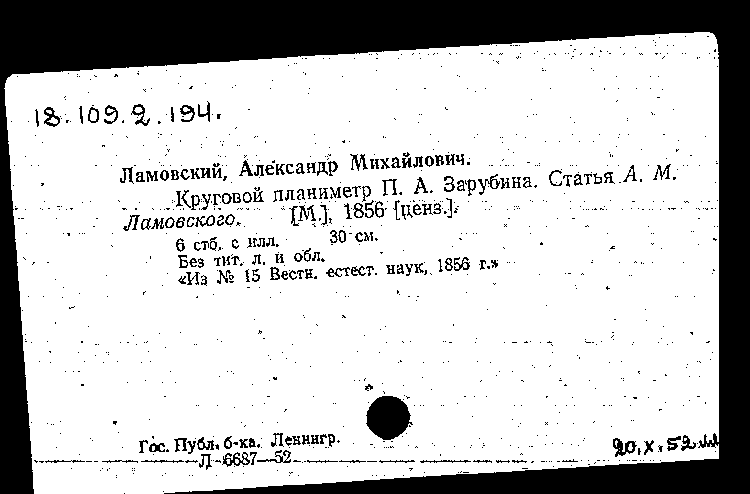 18.109.2.194.
Ламовский, Александр Михайлович.
Круговой планиметр П. А. Зарубина. Статья А. М.
Ламовского. [М.], 1856 [ценз.].
6 стб. с илл. 30 см.
Без тит. л. и обл.
«Из № 15 Вестн. естест. наук, 1856 г.»
Гос. Публ. б-ка. Ленингр.
Л 6687—52
20.X.52